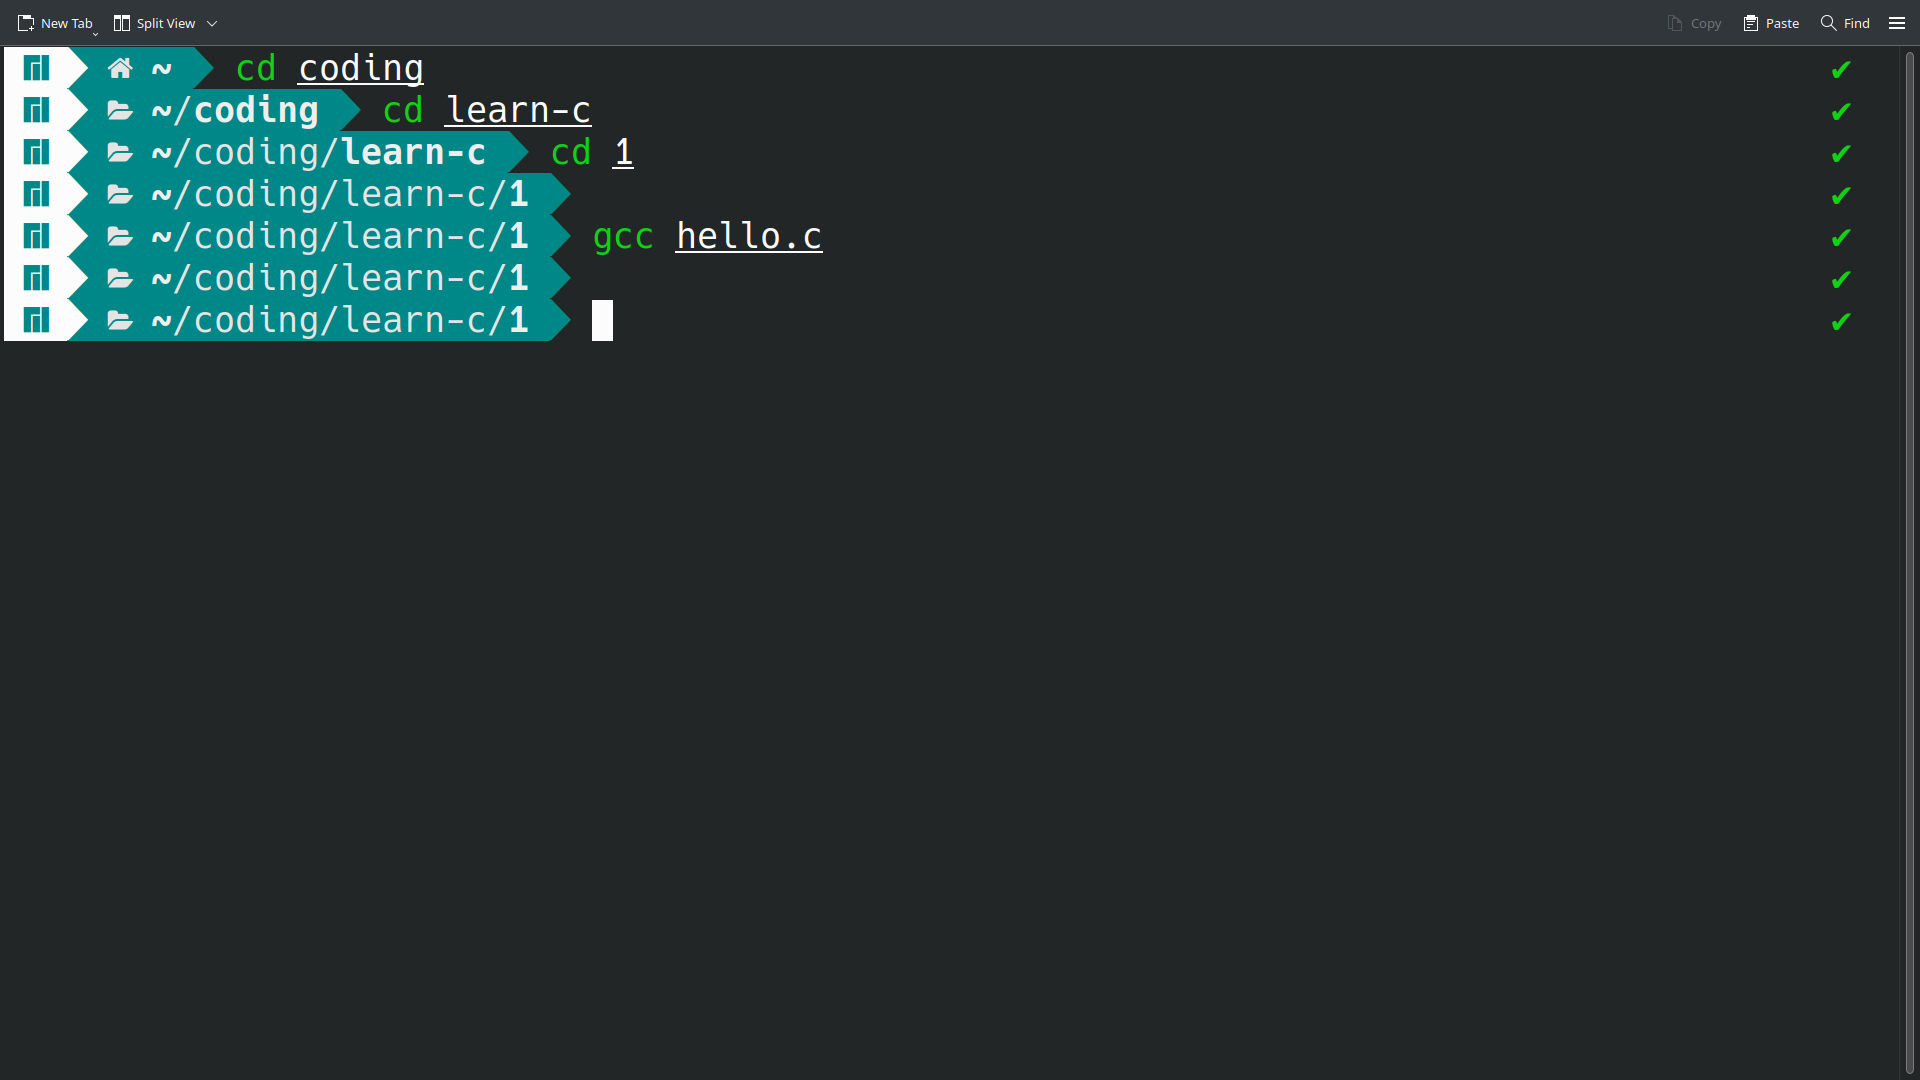 New Tab Split View Copy Paste Find
~ cd coding
~/coding cd learn-c
~/coding/learn-c cd 1
~/coding/learn-c/1
~/coding/learn-c/1 gcc hello.c
~/coding/learn-c/1
~/coding/learn-c/1